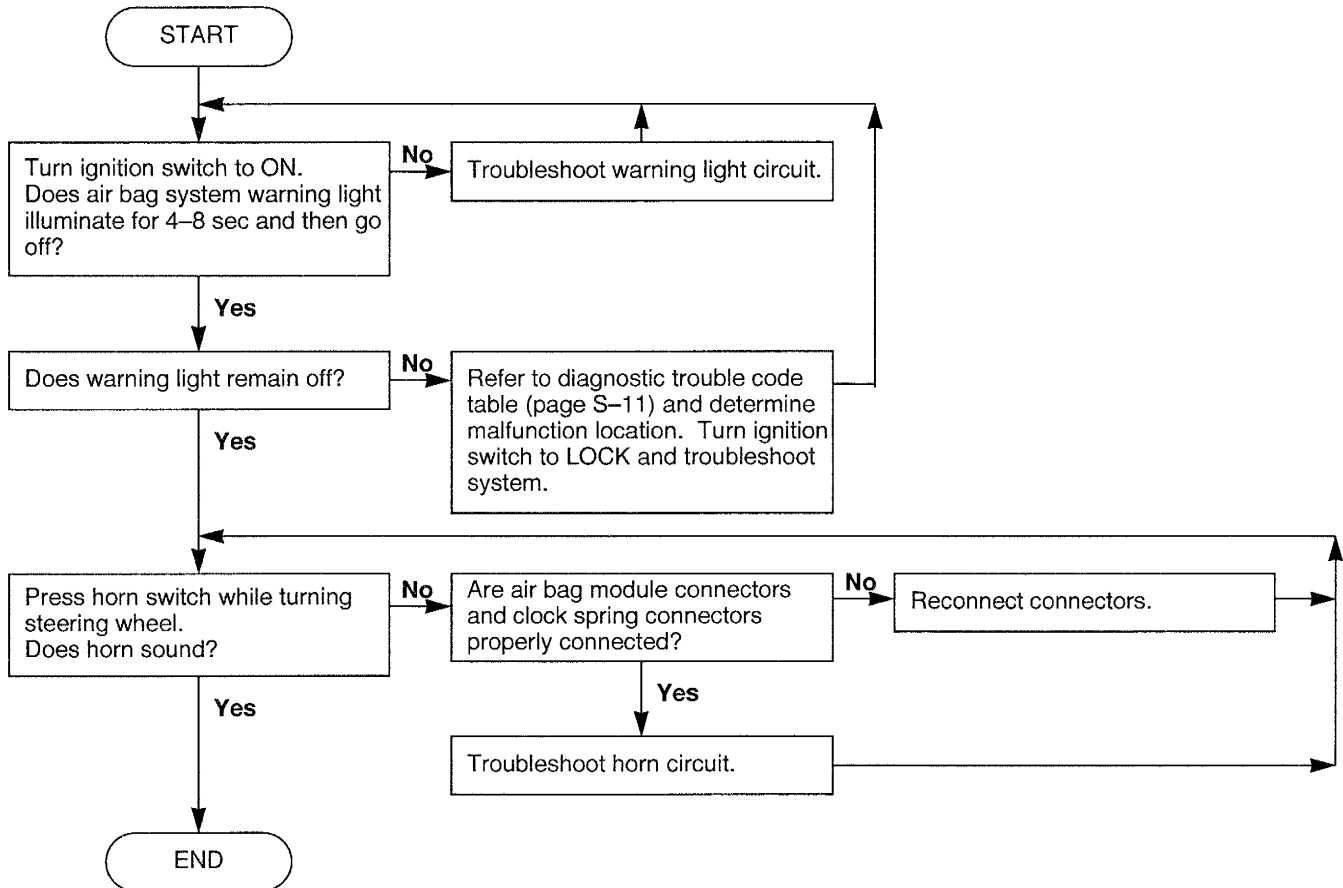 START
Turn ignition switch to ON.
Does air bag system warning light
illuminate for 4–8 sec and then go
off?
No
Troubleshoot warning light circuit.
Yes
Does warning light remain off?
No
Refer to diagnostic trouble code
table (page S–11) and determine
malfunction location. Turn ignition
switch to LOCK and troubleshoot
system.
Yes
Press horn switch while turning
steering wheel.
Does horn sound?
No
Are air bag module connectors
and clock spring connectors
properly connected?
No
Reconnect connectors.
Yes
Troubleshoot horn circuit.
Yes
END